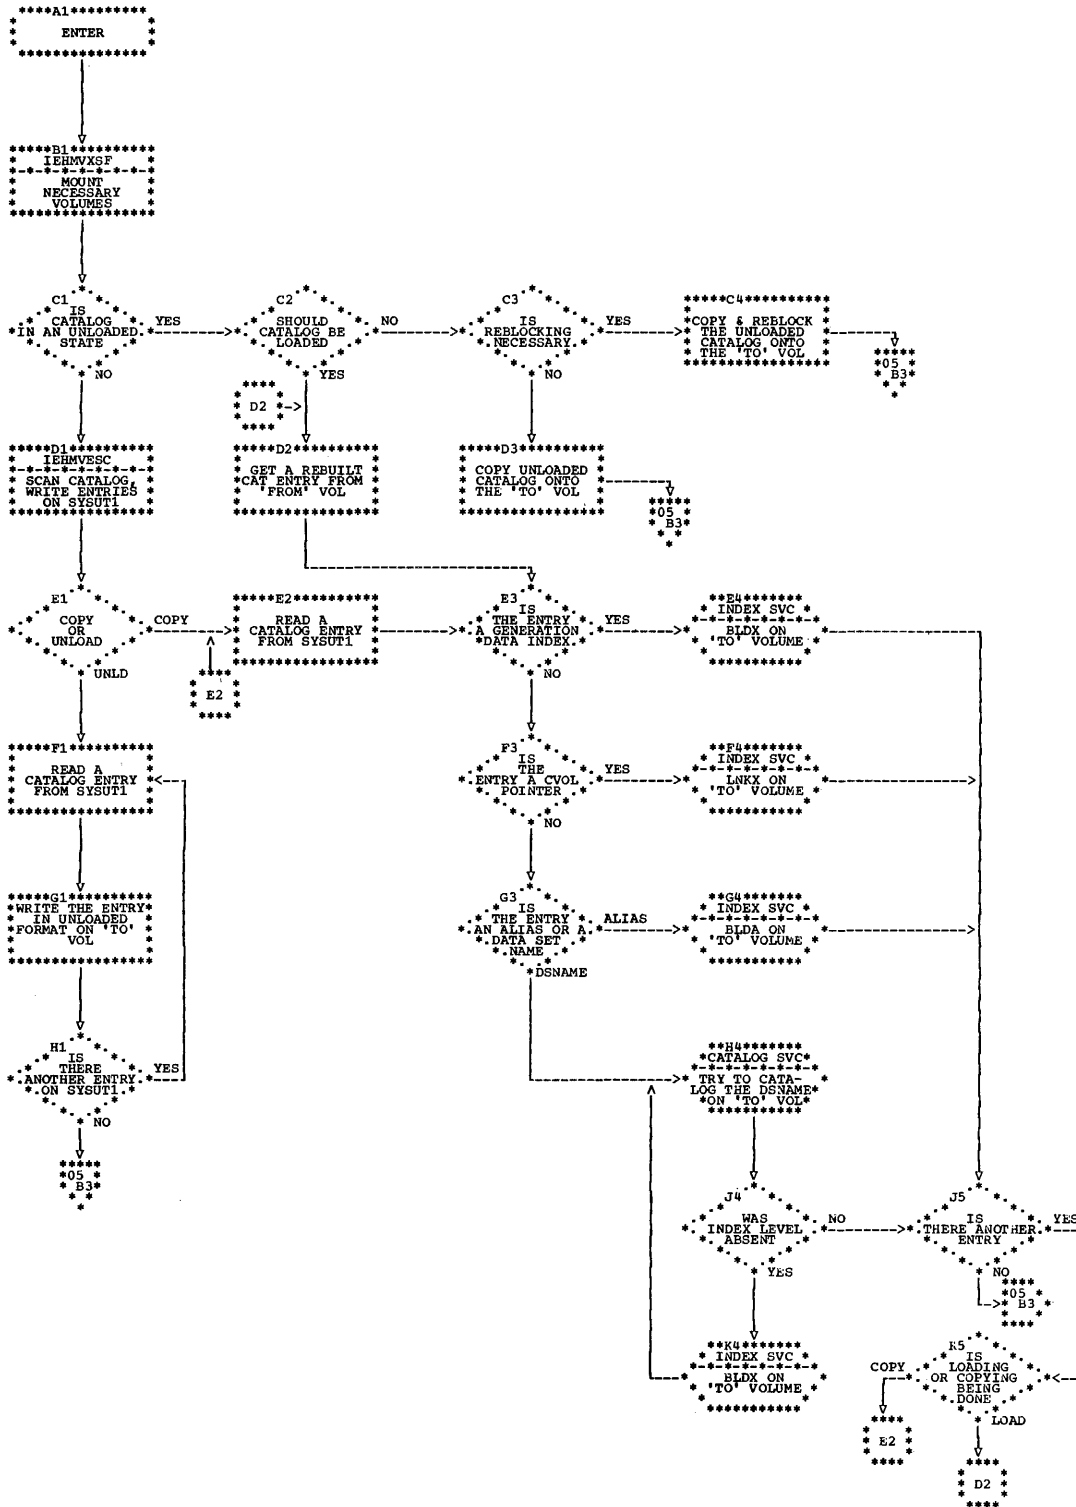 A1
ENTER
B1
IEHMVXSF
MOUNT
NECESSARY
VOLUMES
C1
IS
CATALOG
IN AN UNLOADED
STATE
YES
NO
C2
SHOULD
CATALOG BE
LOADED
NO
YES
C3
IS
REBLOCKING
NECESSARY
YES
NO
C4
COPY & REBLOCK
THE UNLOADED
CATALOG ONTO
THE 'TO' VOL
05
B3
D2
D1
IEHMVESC
SCAN CATALOG,
WRITE ENTRIES
ON SYSUT1
D2
GET A REBUILT
CAT ENTRY FROM
'FROM' VOL
D3
COPY UNLOADED
CATALOG ONTO
THE 'TO' VOL
05
B3
E1
COPY
OR
UNLOAD
COPY
UNLD
E2
READ A
CATALOG ENTRY
FROM SYSUT1
E2
E3
IS
THE ENTRY
A GENERATION
DATA INDEX
YES
NO
E4
INDEX SVC
BLDX ON
'TO' VOLUME
F1
READ A
CATALOG ENTRY
FROM SYSUT1
F3
IS
THE
ENTRY A CVOL
POINTER
YES
NO
F4
INDEX SVC
LNKX ON
'TO' VOLUME
G1
WRITE THE ENTRY
IN UNLOADED
FORMAT ON 'TO'
VOL
G3
IS
THE ENTRY
AN ALIAS OR A
DATA SET
NAME
ALIAS
DSNAME
G4
INDEX SVC
BLDA ON
'TO' VOLUME
H1
IS
THERE
ANOTHER ENTRY
ON SYSUT1
YES
NO
05
B3
H4
CATALOG SVC
TRY TO CATA-
LOG THE DSNAME
ON 'TO' VOL
J4
WAS
INDEX LEVEL
ABSENT
NO
YES
J5
IS
THERE ANOTHER
ENTRY
YES
NO
05
B3
K4
INDEX SVC
BLDX ON
'TO' VOLUME
K5
IS
LOADING
OR COPYING
BEING
DONE
COPY
LOAD
E2
D2